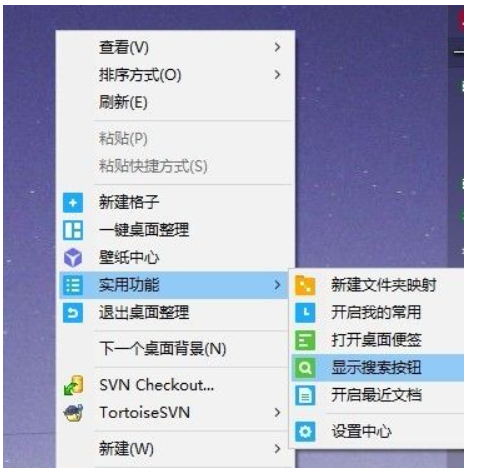 查看(V)
排序方式(O)
刷新(E)
粘贴(P)
粘贴快捷方式(S)
新建格子
一键桌面整理
壁纸中心
实用功能
退出桌面整理
下一个桌面背景(N)
SVN Checkout...
TortoiseSVN
新建(W)
新建文件夹映射
开启我的常用
打开桌面便签
显示搜索按钮
开启最近文档
设置中心